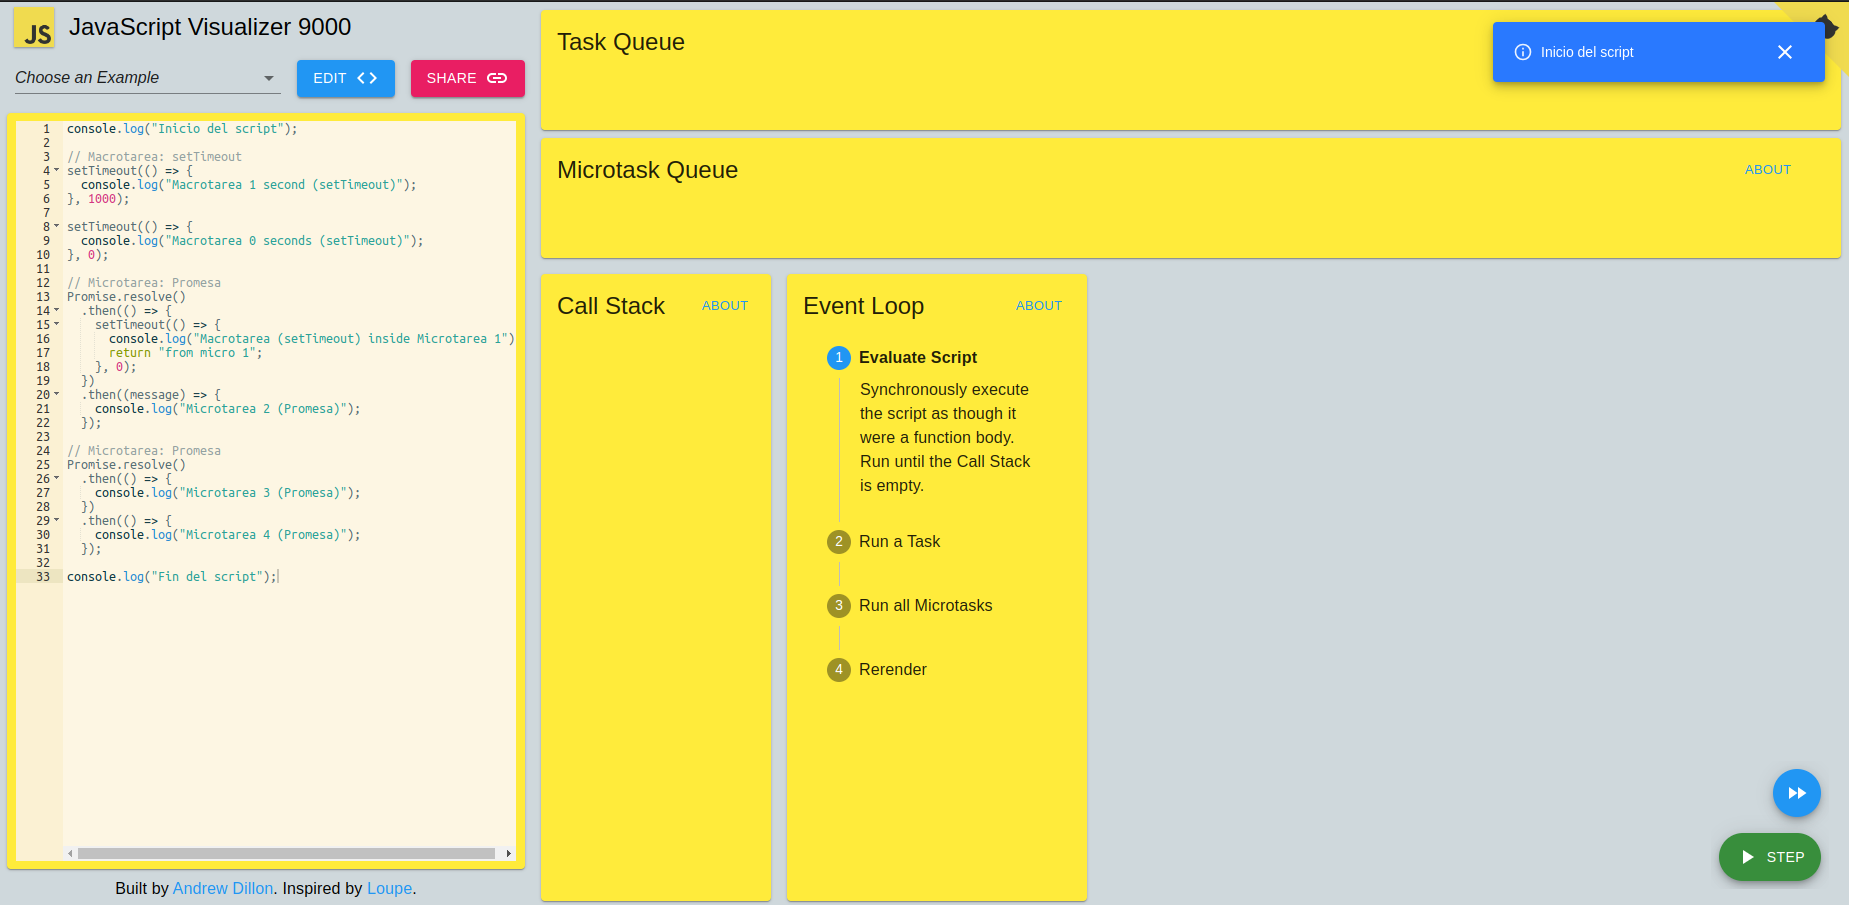 JS
JavaScript Visualizer 9000
Choose an Example
EDIT
SHARE
1 console.log("Inicio del script");
2
3 // Macrotarea: setTimeout
4 setTimeout(() => {
5 console.log("Macrotarea 1 second (setTimeout)");
6 }, 1000);
7
8 setTimeout(() => {
9 console.log("Macrotarea 0 seconds (setTimeout)");
10 }, 0);
11
12 // Microtarea: Promesa
13 Promise.resolve()
14 .then(() => {
15 setTimeout(() => {
16 console.log("Macrotarea (setTimeout) inside Microtarea 1")
17 return "from micro 1";
18 }, 0);
19 })
20 .then((message) => {
21 console.log("Microtarea 2 (Promesa)");
22 });
23
24 // Microtarea: Promesa
25 Promise.resolve()
26 .then(() => {
27 console.log("Microtarea 3 (Promesa)");
28 })
29 .then(() => {
30 console.log("Microtarea 4 (Promesa)");
31 });
32
33 console.log("Fin del script");
Built by Andrew Dillon. Inspired by Loupe.
Task Queue
Inicio del script
Microtask Queue
ABOUT
Call Stack
ABOUT
Event Loop
ABOUT
1 Evaluate Script
Synchronously execute
the script as though it
were a function body.
Run until the Call Stack
is empty.
2 Run a Task
3 Run all Microtasks
4 Rerender
STEP